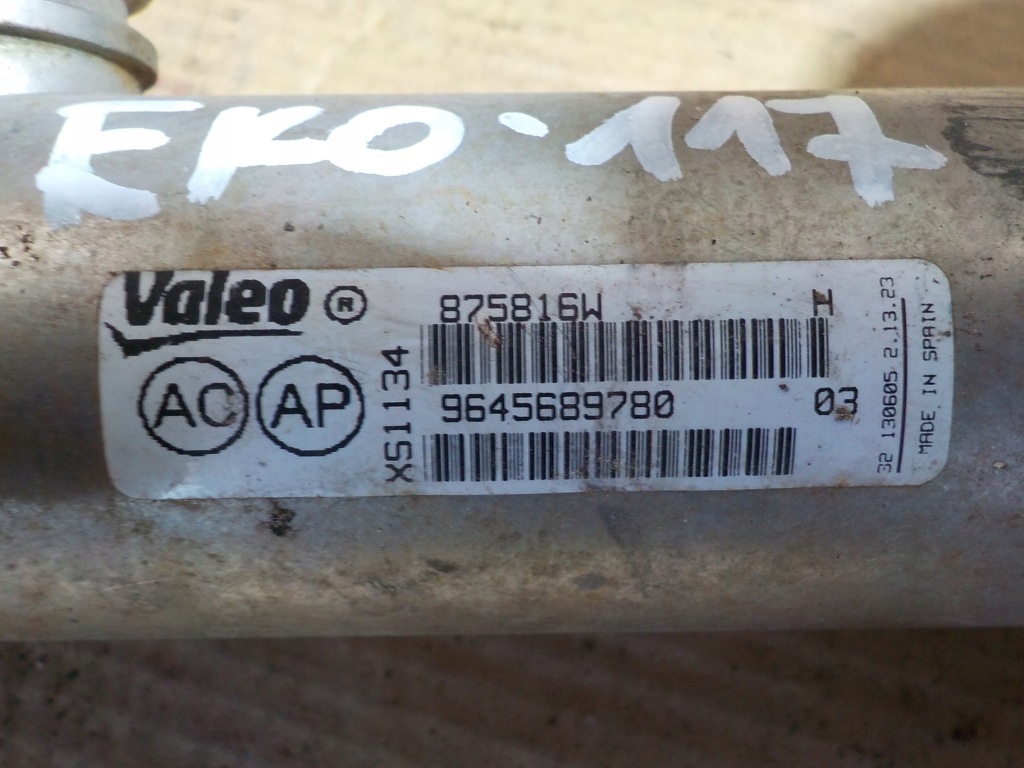 EKO·117
Valeo ®
875816W H
AC AP
XS1134
9645689780 03
32 130605 2.13.23
MADE IN SPAIN